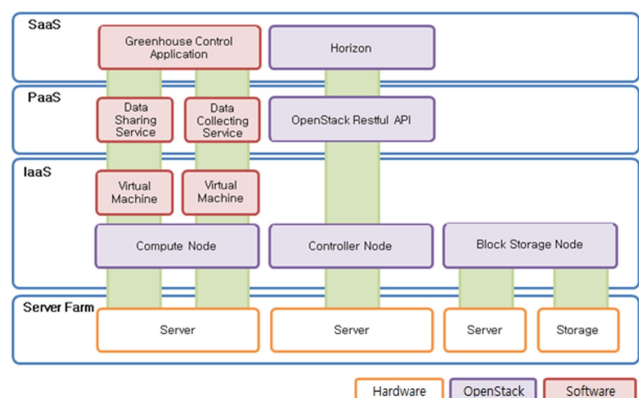 SaaS
Greenhouse Control
Application
Horizon
PaaS
Data
Sharing
Service
Data
Collecting
Service
OpenStack Restful API
IaaS
Virtual
Machine
Virtual
Machine
Compute Node
Controller Node
Block Storage Node
Server Farm
Server
Server
Server
Storage
Hardware
OpenStack
Software